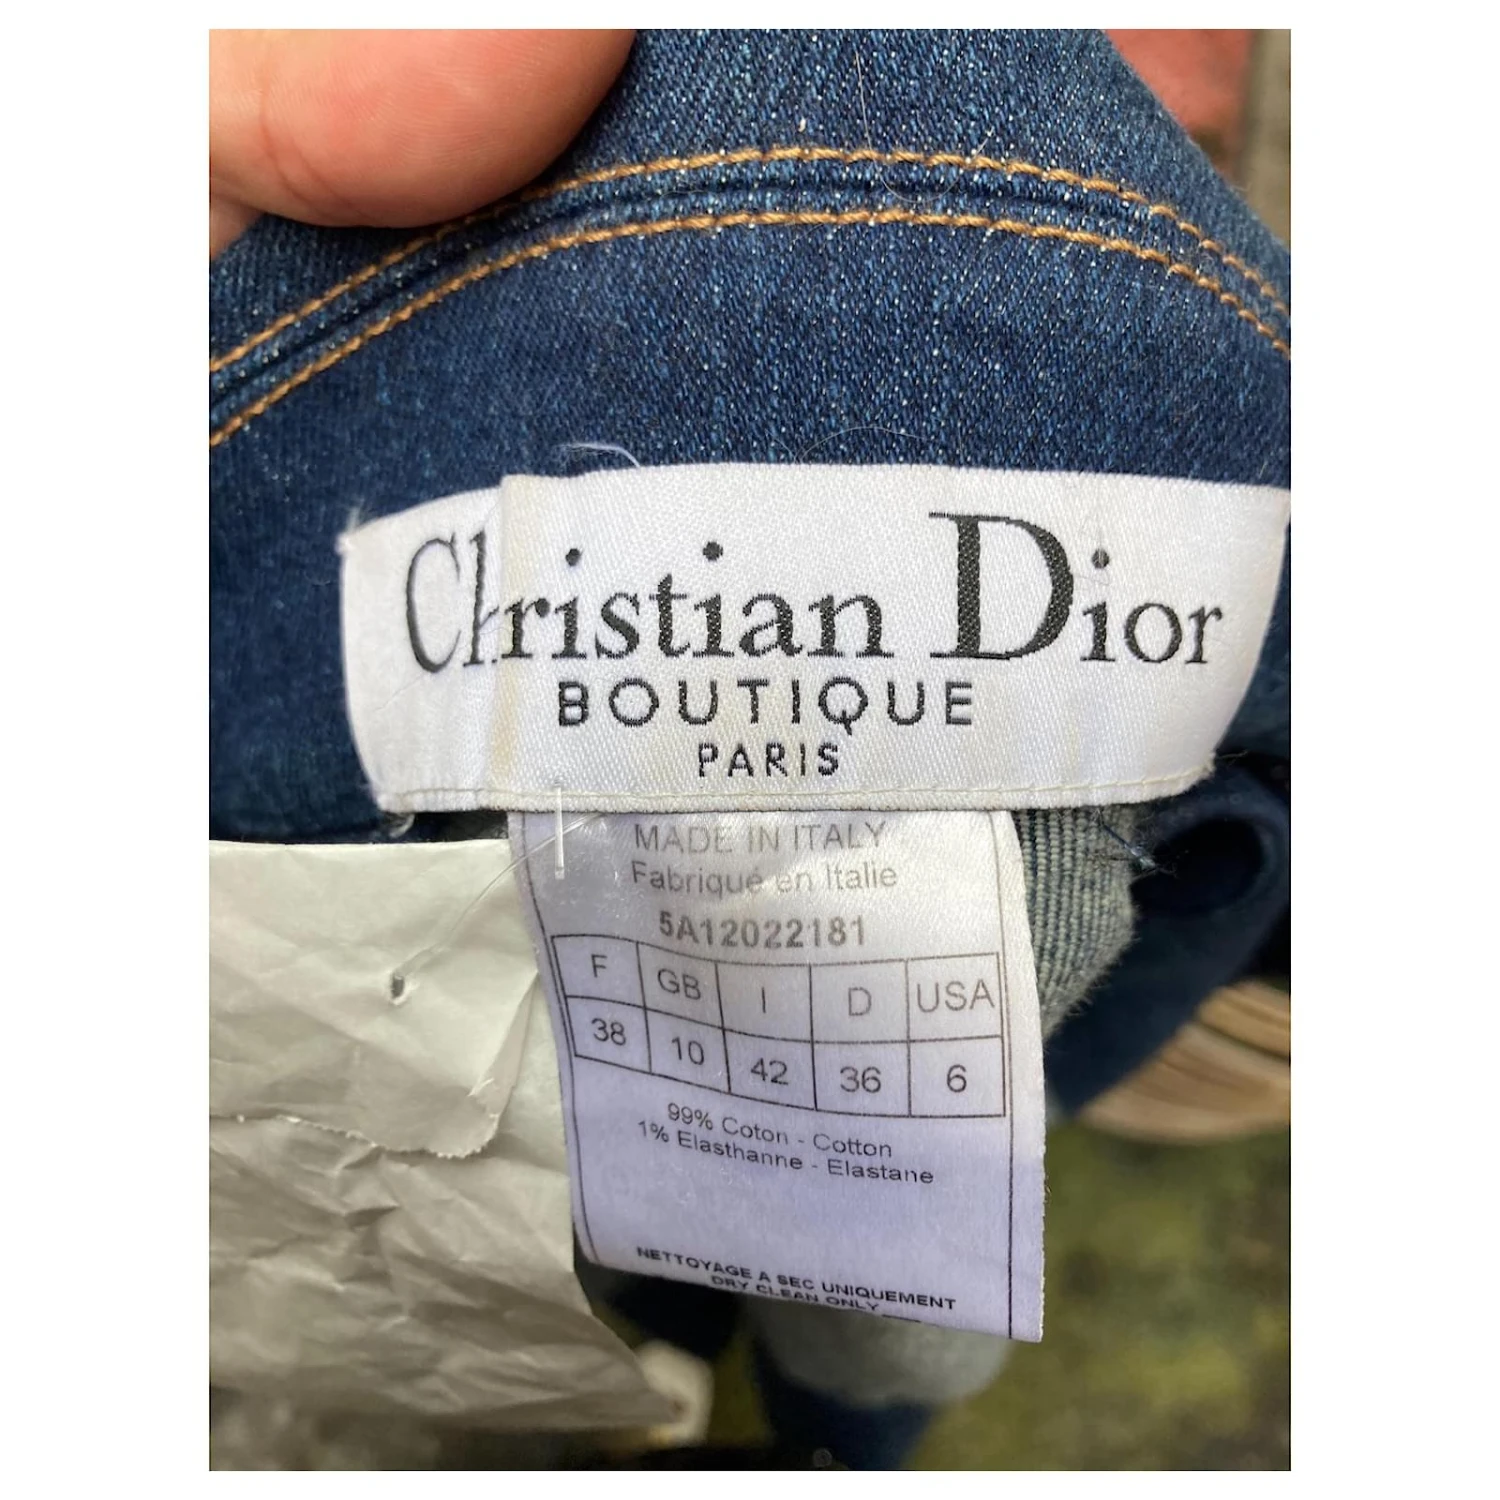 Christian Dior
BOUTIQUE
PARIS
MADE IN ITALY
Fabriqué en Italie
5A12022181
F GB I D USA
38 10 42 36 6
99% Coton - Cotton
1% Elasthanne - Elastane
NETTOYAGE A SEC UNIQUEMENT
DRY CLEAN ONLY